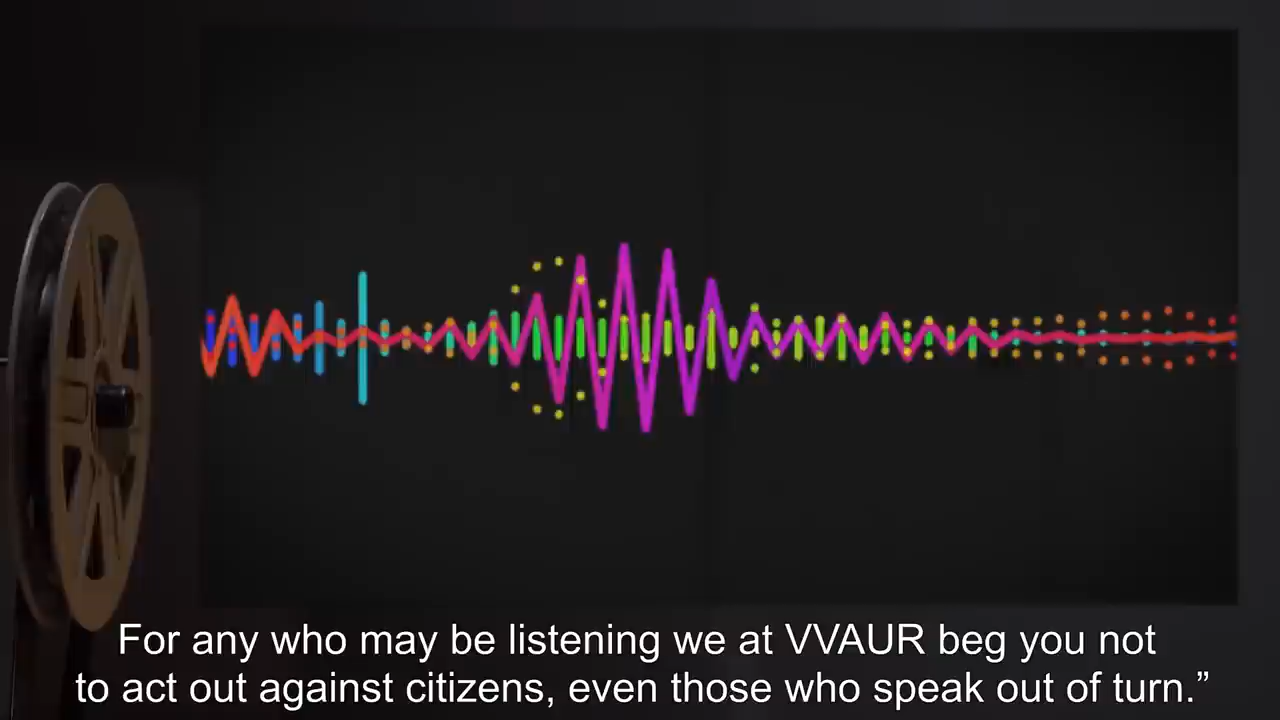 For any who may be listening we at VVAUR beg you not
to act out against citizens, even those who speak out of turn.”